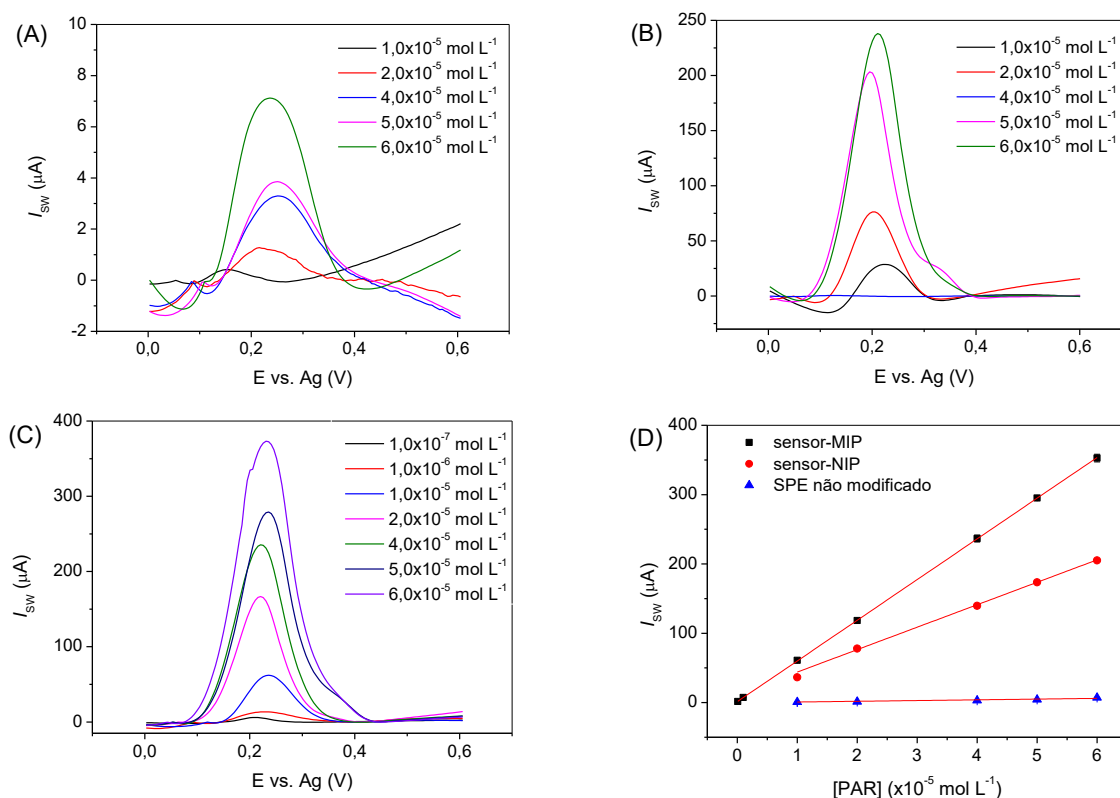 (A)
10
8
6
4
2
0
-2
I_SW (μA)
1,0x10⁻⁵ mol L⁻¹
2,0x10⁻⁵ mol L⁻¹
4,0x10⁻⁵ mol L⁻¹
5,0x10⁻⁵ mol L⁻¹
6,0x10⁻⁵ mol L⁻¹
0,0 0,2 0,4 0,6
E vs. Ag (V)
(B)
250
200
150
100
50
0
I_SW (μA)
1,0x10⁻⁵ mol L⁻¹
2,0x10⁻⁵ mol L⁻¹
4,0x10⁻⁵ mol L⁻¹
5,0x10⁻⁵ mol L⁻¹
6,0x10⁻⁵ mol L⁻¹
0,0 0,2 0,4 0,6
E vs. Ag (V)
(C)
400
300
200
100
0
I_SW (μA)
1,0x10⁻⁷ mol L⁻¹
1,0x10⁻⁶ mol L⁻¹
1,0x10⁻⁵ mol L⁻¹
2,0x10⁻⁵ mol L⁻¹
4,0x10⁻⁵ mol L⁻¹
5,0x10⁻⁵ mol L⁻¹
6,0x10⁻⁵ mol L⁻¹
0,0 0,2 0,4 0,6
E vs. Ag (V)
(D)
400
300
200
100
0
I_SW (μA)
sensor-MIP
sensor-NIP
SPE não modificado
0 1 2 3 4 5 6
[PAR] (x10⁻⁵ mol L⁻¹)